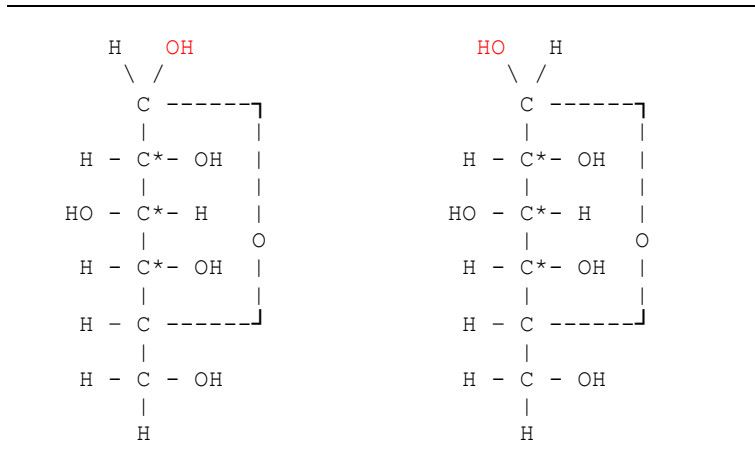 H OH HO H
\ / \ /
C ------┐ C ------┐
| | | |
H - C*- OH | H - C*- OH |
| | | |
HO - C*- H | HO - C*- H |
| O | O
H - C*- OH | H - C*- OH |
| | | |
H - C ------┘ H - C ------┘
| |
H - C - OH H - C - OH
| |
H H